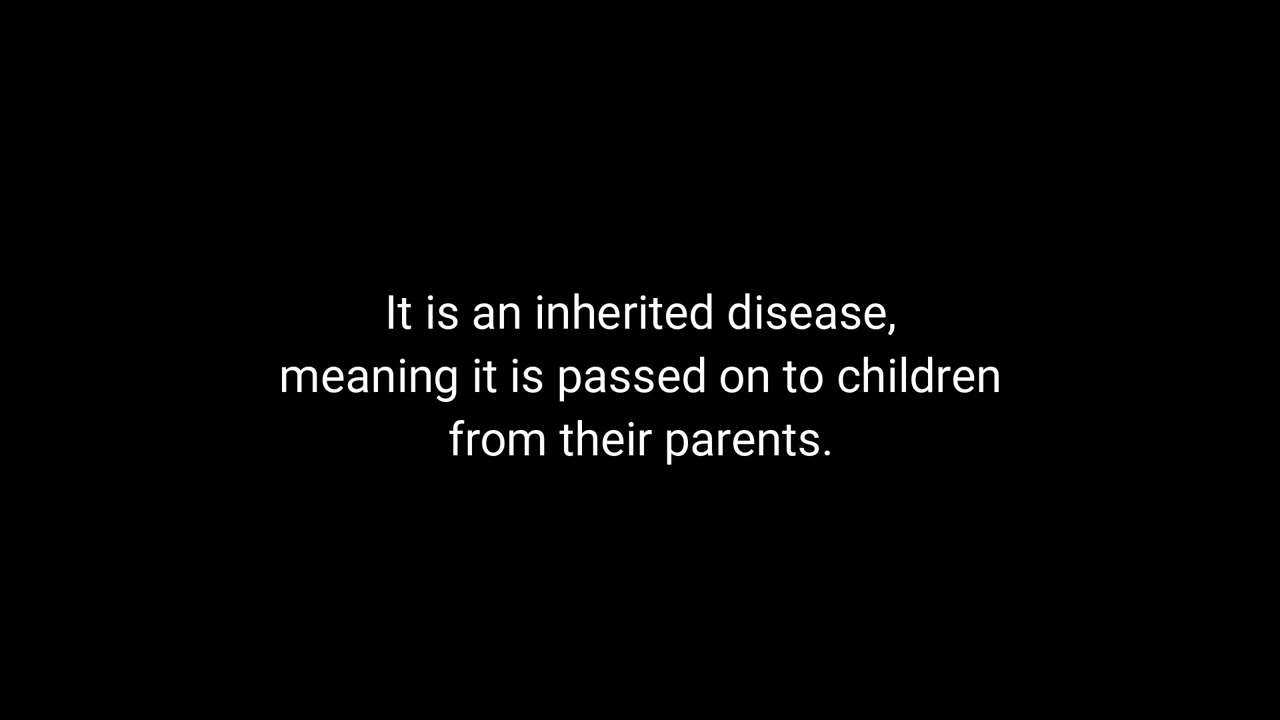 It is an inherited disease,
meaning it is passed on to children
from their parents.